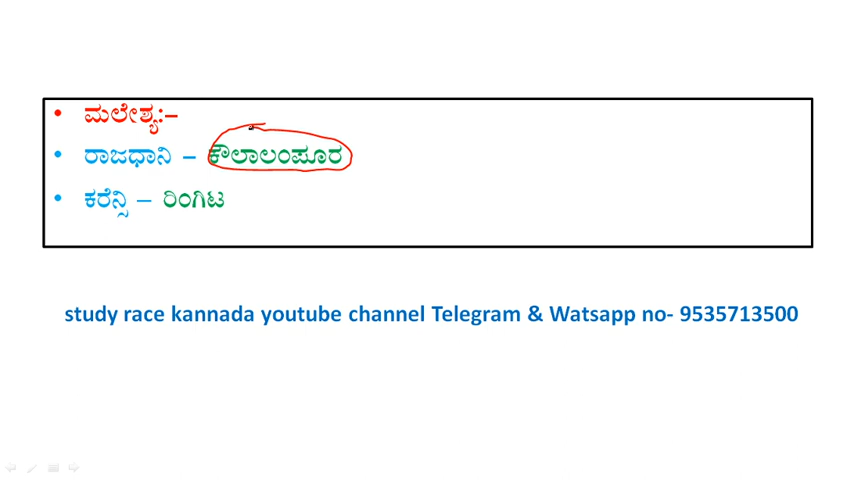 • ಮಲೇಶ್ಯ:–
• ರಾಜಧಾನಿ – ಕೌಲಾಲಂಪೂರ
• ಕರೆನ್ಸಿ – ರಿಂಗಿಟ
study race kannada youtube channel Telegram & Watsapp no- 9535713500